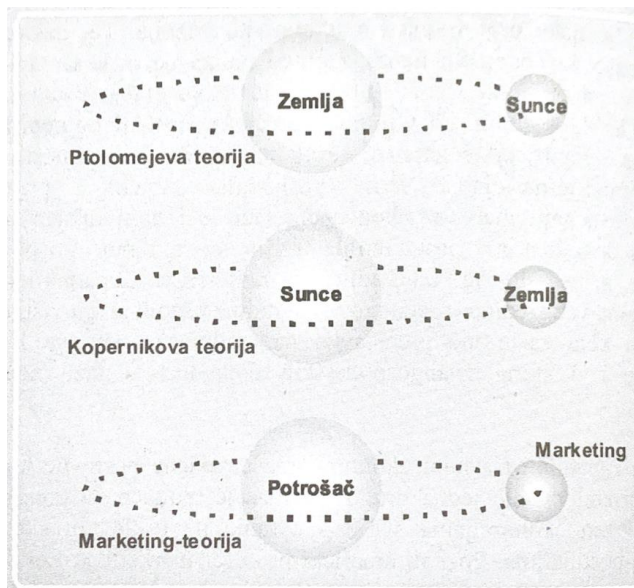 Zemlja
Sunce
Ptolomejeva teorija
Sunce
Zemlja
Kopernikova teorija
Marketing
Potrošač
Marketing-teorija